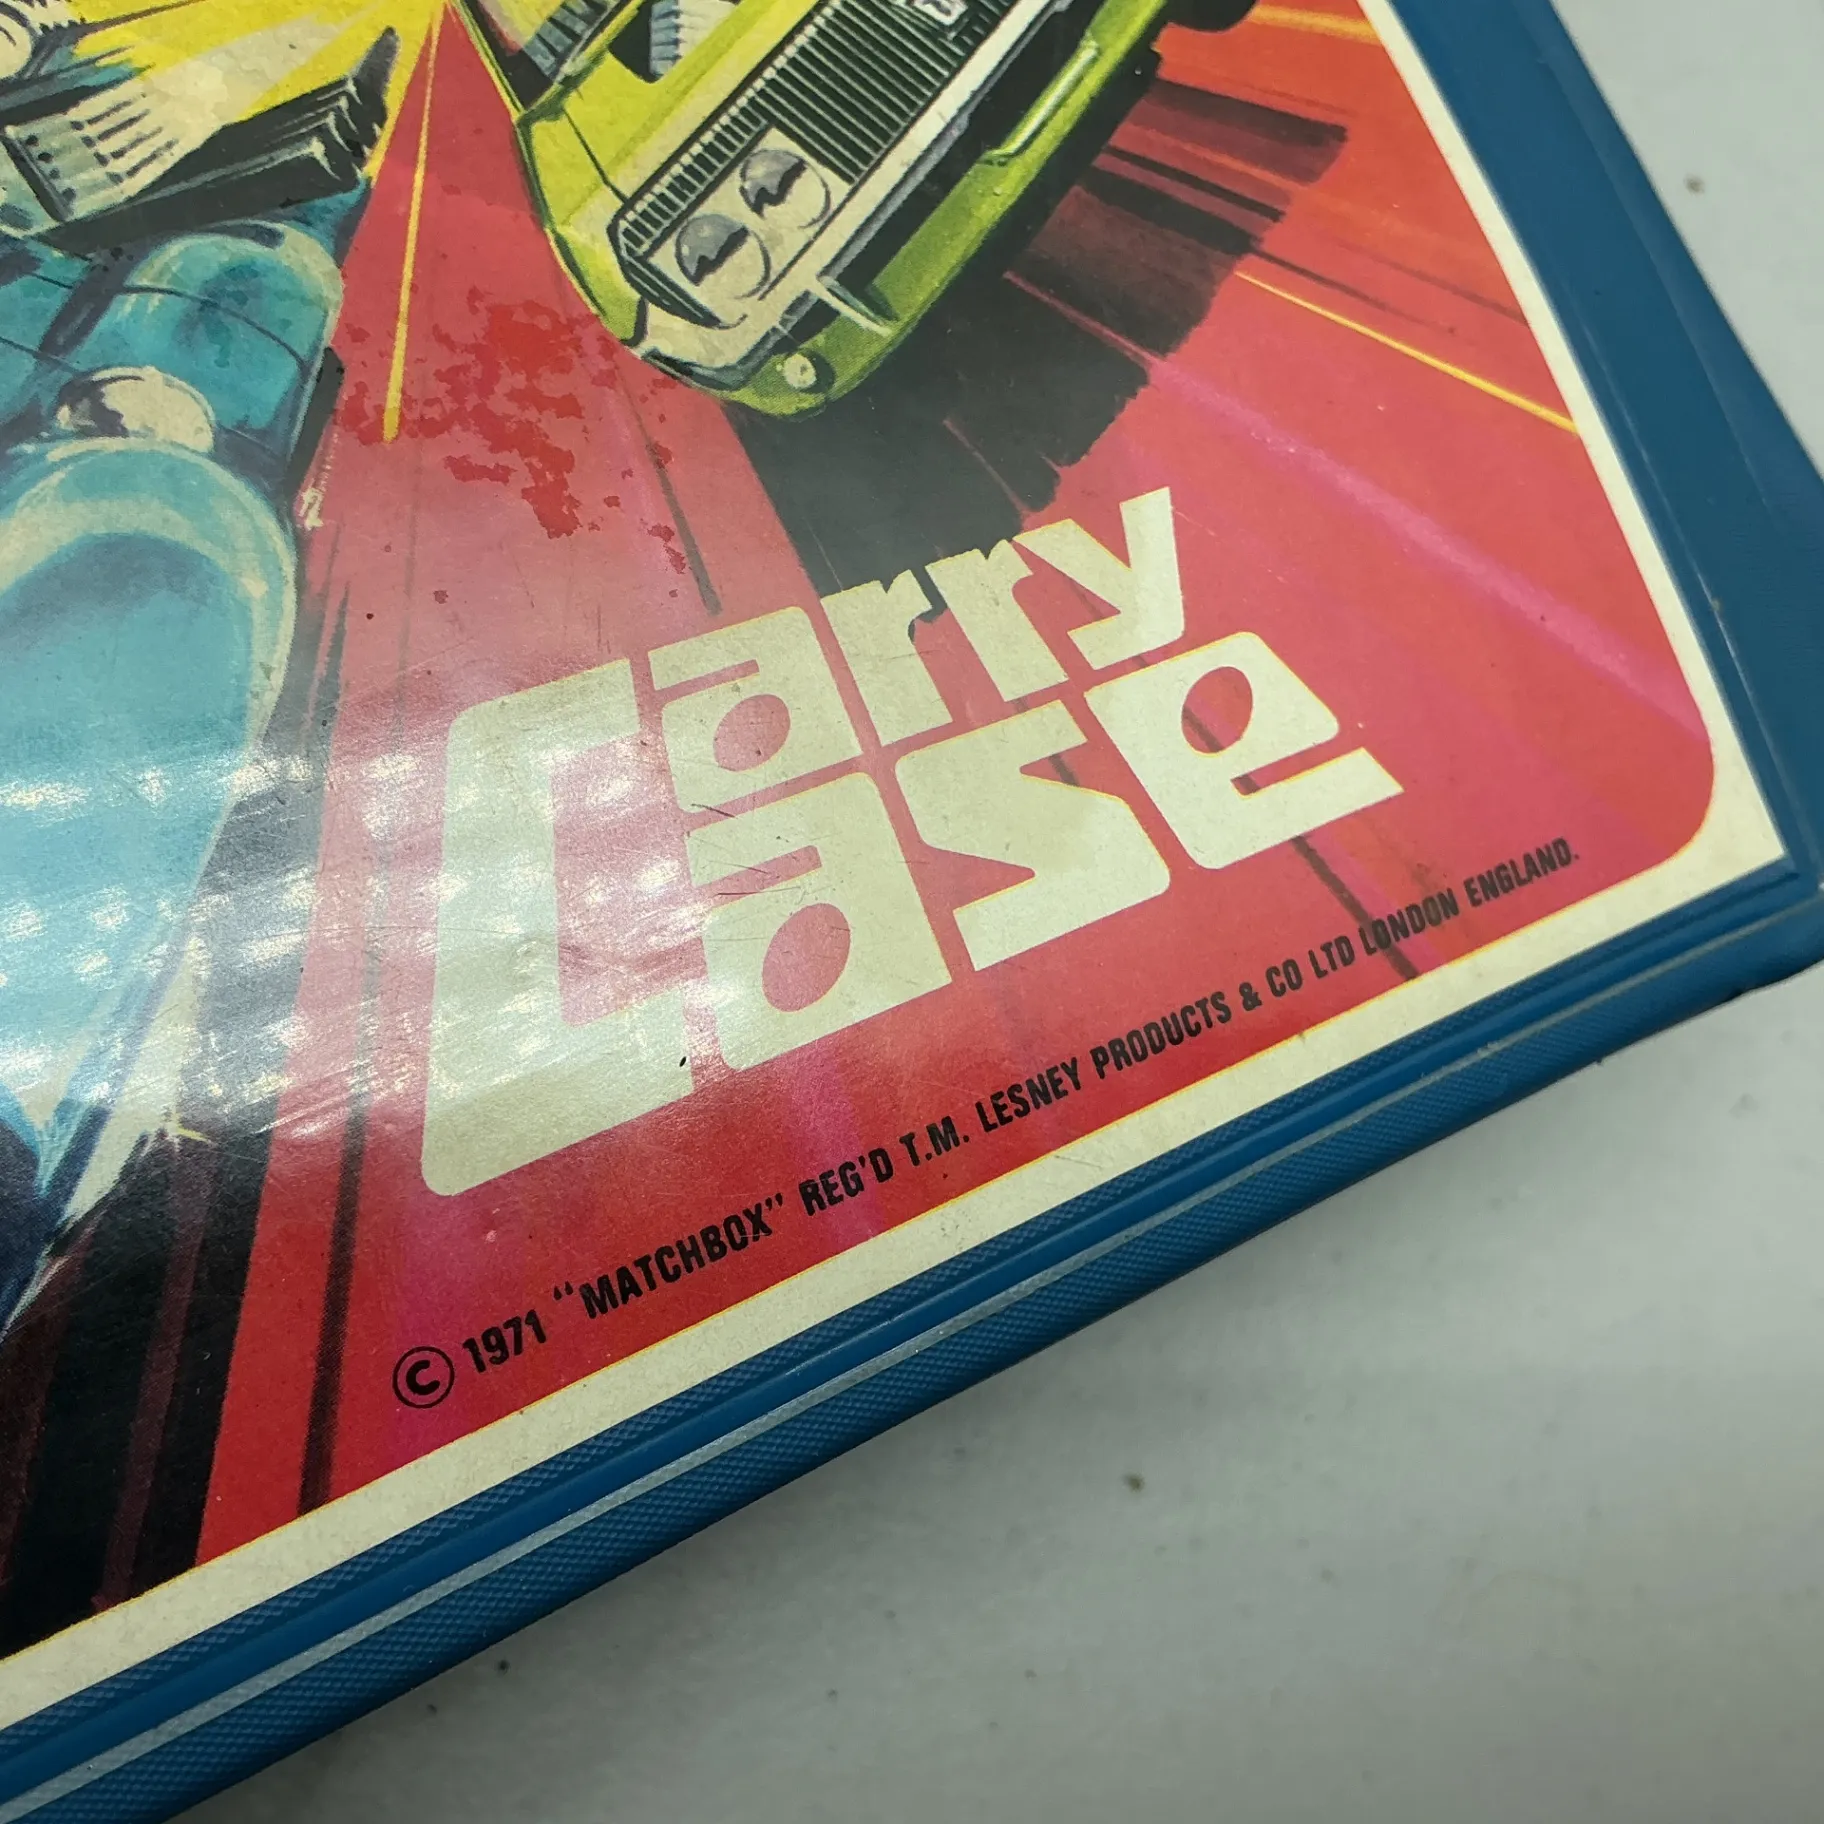 Carry
Case
© 1971 "MATCHBOX" REG'D T.M. LESNEY PRODUCTS & CO LTD LONDON ENGLAND.